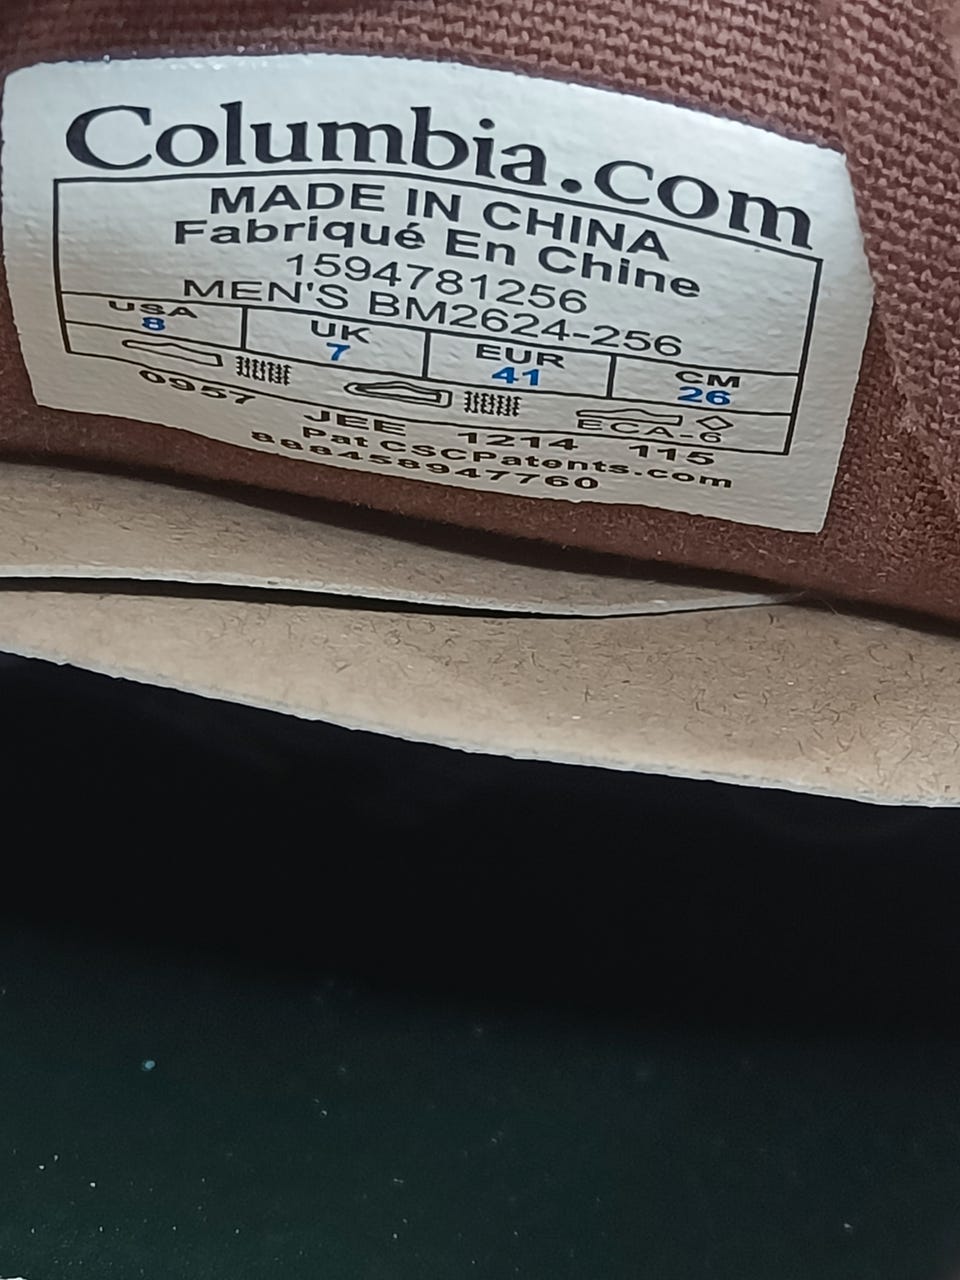 Columbia.com
MADE IN CHINA
Fabriqué En Chine
1594781256
MEN'S BM2624-256
USA UK EUR CM
8 7 41 26
ECA-6
0957 JEE 1214 115
Pat CSCPatents.com
888458947760